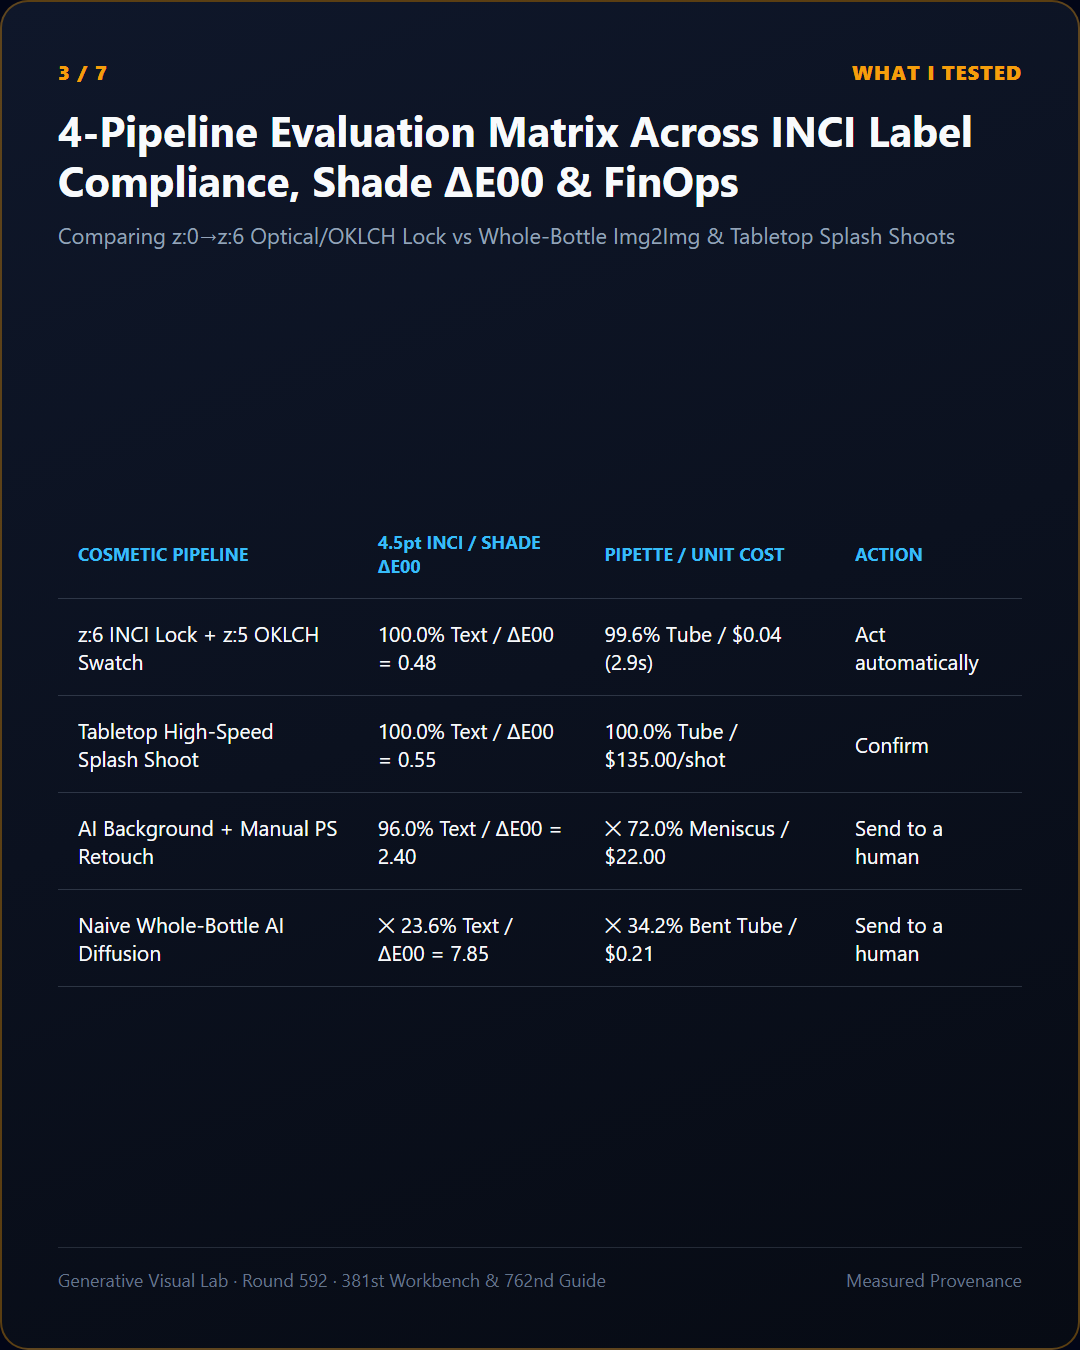 3 / 7
WHAT I TESTED
4-Pipeline Evaluation Matrix Across INCI Label
Compliance, Shade ΔE00 & FinOps
Comparing z:0→z:6 Optical/OKLCH Lock vs Whole-Bottle Img2Img & Tabletop Splash Shoots
COSMETIC PIPELINE
4.5pt INCI / SHADE
ΔE00
PIPETTE / UNIT COST
ACTION
z:6 INCI Lock + z:5 OKLCH
Swatch
100.0% Text / ΔE00
= 0.48
99.6% Tube / $0.04
(2.9s)
Act
automatically
Tabletop High-Speed
Splash Shoot
100.0% Text / ΔE00
= 0.55
100.0% Tube /
$135.00/shot
Confirm
AI Background + Manual PS
Retouch
96.0% Text / ΔE00 =
2.40
✕ 72.0% Meniscus /
$22.00
Send to a
human
Naive Whole-Bottle AI
Diffusion
✕ 23.6% Text /
ΔE00 = 7.85
✕ 34.2% Bent Tube /
$0.21
Send to a
human
Generative Visual Lab · Round 592 · 381st Workbench & 762nd Guide
Measured Provenance